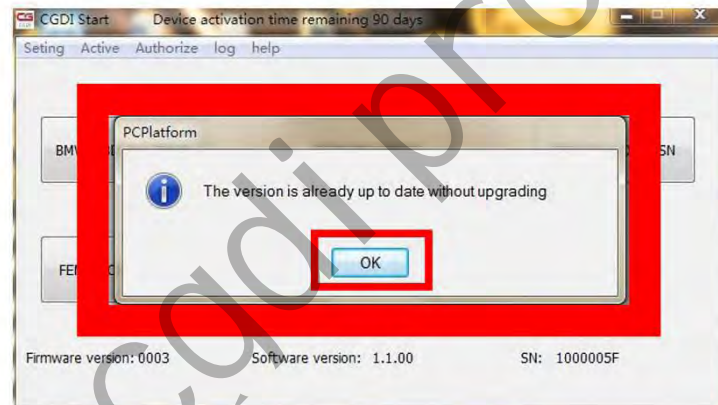 CG CGDI Start Device activation time remaining 90 days
Seting Active Authorize log help
PCPlatform
SN
The version is already up to date without upgrading
OK
Firmware version: 0003 Software version: 1.1.00 SN: 1000005F
cgdi pro